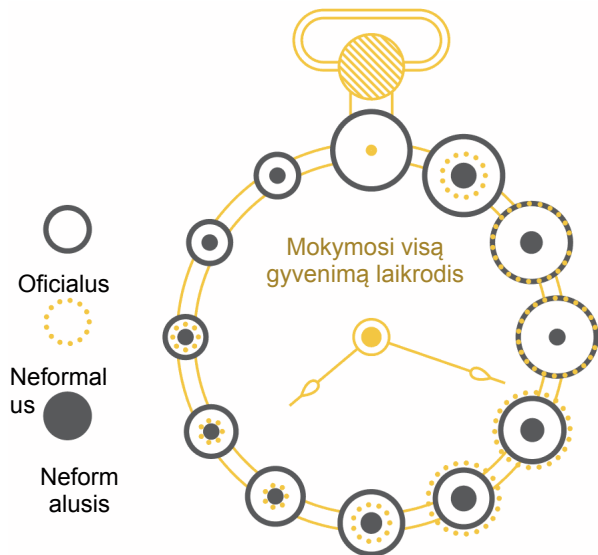 Mokymosi visą
gyvenimą laikrodis
Oficialus
Neformal
us
Neform
alusis